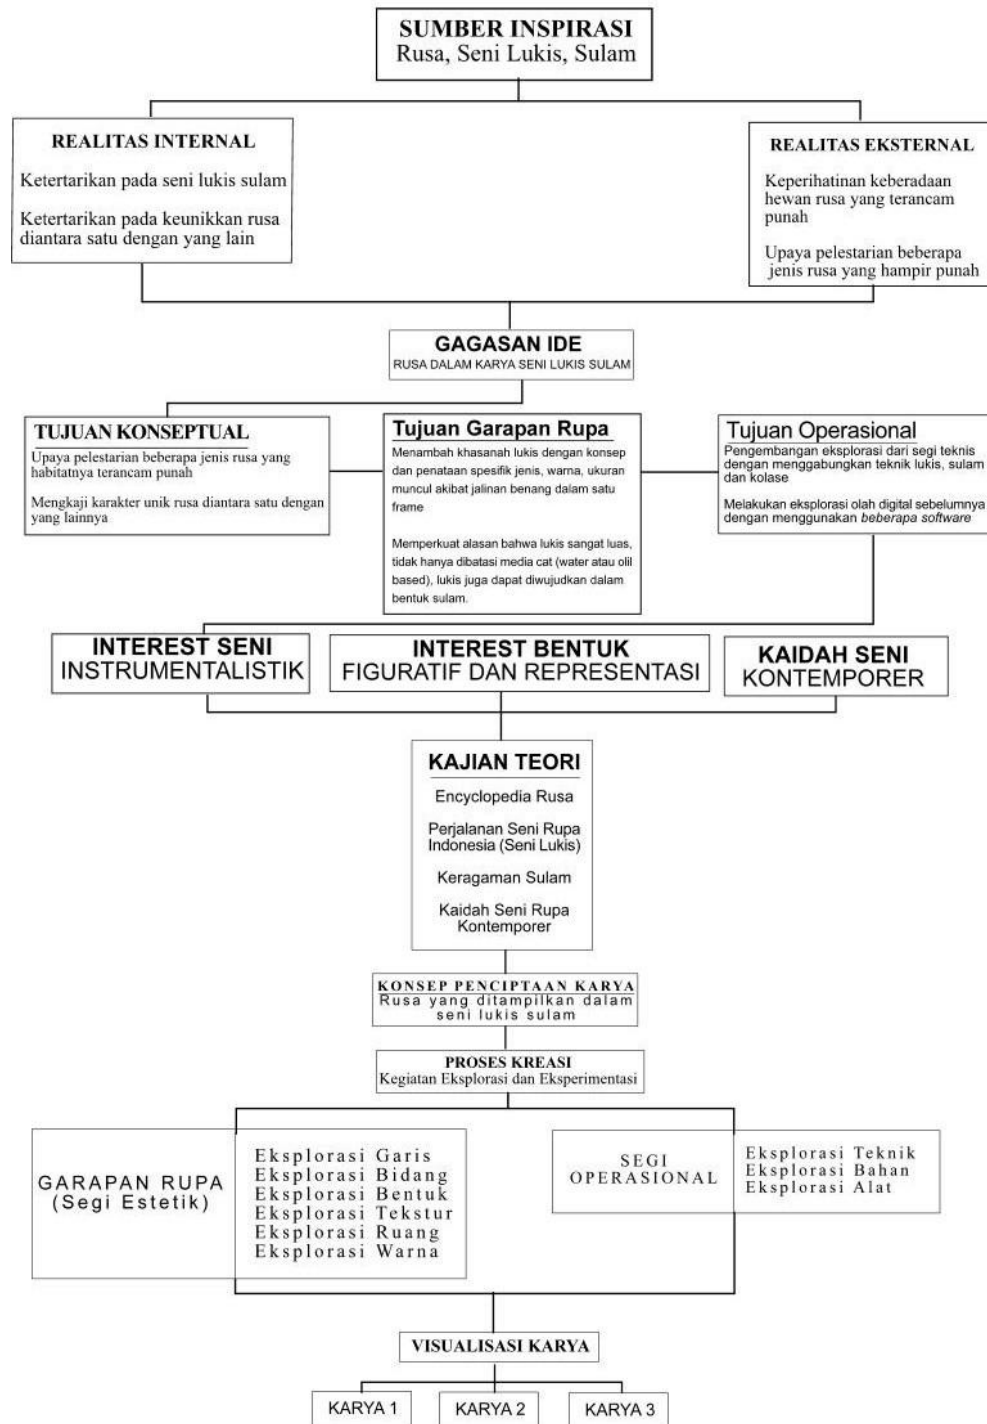 SUMBER INSPIRASI
Rusa, Seni Lukis, Sulam
REALITAS INTERNAL
Ketertarikan pada seni lukis sulam
Ketertarikan pada keunikkan rusa
diantara satu dengan yang lain
REALITAS EKSTERNAL
Keperihatinan keberadaan
hewan rusa yang terancam
punah
Upaya pelestarian beberapa
jenis rusa yang hampir punah
GAGASAN IDE
RUSA DALAM KARYA SENI LUKIS SULAM
TUJUAN KONSEPTUAL
Upaya pelestarian beberapa jenis rusa yang
habitatnya terancam punah
Mengkaji karakter unik rusa diantara satu dengan
yang lainnya
Tujuan Garapan Rupa
Menambah khasanah lukis dengan konsep
dan penataan spesifik jenis, warna, ukuran
muncul akibat jalinan benang dalam satu
frame
Memperkuat alasan bahwa lukis sangat luas,
tidak hanya dibatasi media cat (water atau olil
based), lukis juga dapat diwujudkan dalam
bentuk sulam.
Tujuan Operasional
Pengembangan eksplorasi dari segi teknis
dengan menggabungkan teknik lukis, sulam
dan kolase
Melakukan eksplorasi olah digital sebelumnya
dengan menggunakan beberapa software
INTEREST SENI
INSTRUMENTALISTIK
INTEREST BENTUK
FIGURATIF DAN REPRESENTASI
KAIDAH SENI
KONTEMPORER
KAJIAN TEORI
Encyclopedia Rusa
Perjalanan Seni Rupa
Indonesia (Seni Lukis)
Keragaman Sulam
Kaidah Seni Rupa
Kontemporer
KONSEP PENCIPTAAN KARYA
Rusa yang ditampilkan dalam
seni lukis sulam
PROSES KREASI
Kegiatan Eksplorasi dan Eksperimentasi
GARAPAN RUPA
(Segi Estetik)
Eksplorasi Garis
Eksplorasi Bidang
Eksplorasi Bentuk
Eksplorasi Tekstur
Eksplorasi Ruang
Eksplorasi Warna
SEGI
OPERASIONAL
Eksplorasi Teknik
Eksplorasi Bahan
Eksplorasi Alat
VISUALISASI KARYA
KARYA 1
KARYA 2
KARYA 3